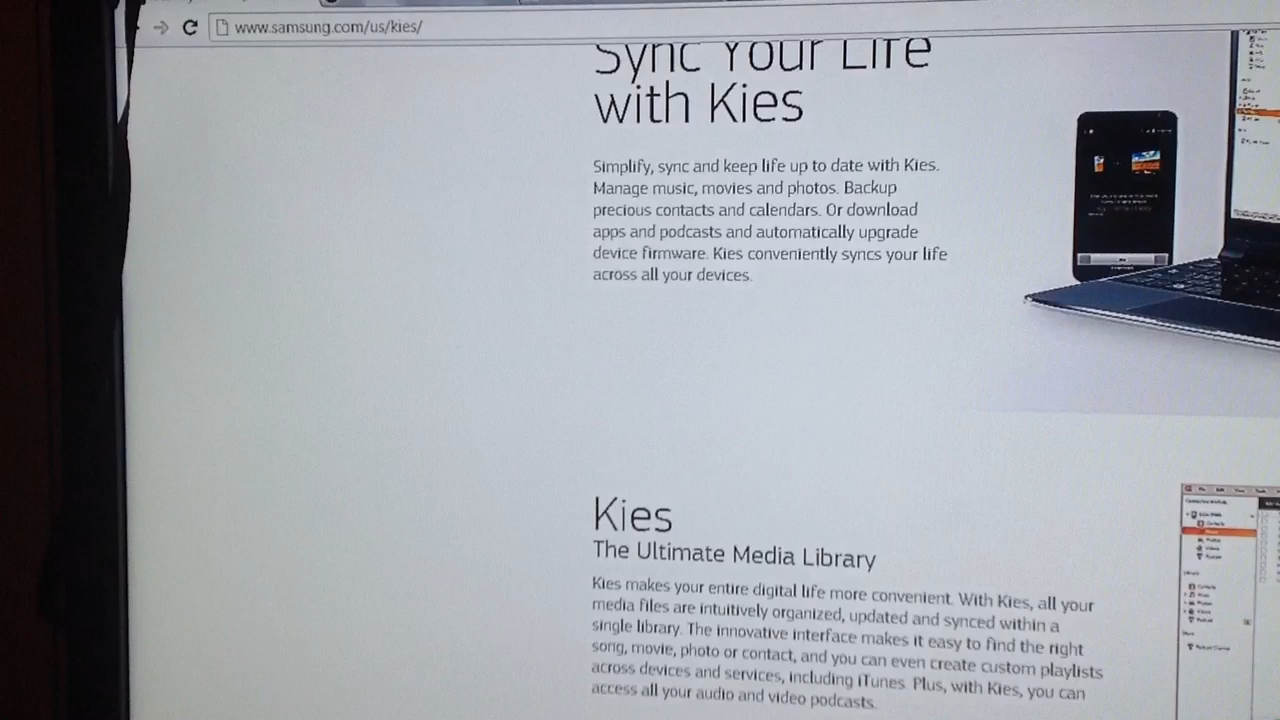 www.samsung.com/us/kies/
Sync Your Life
with Kies
Simplify, sync and keep life up to date with Kies.
Manage music, movies and photos. Backup
precious contacts and calendars. Or download
apps and podcasts and automatically upgrade
device firmware. Kies conveniently syncs your life
across all your devices.
Kies
The Ultimate Media Library
Kies makes your entire digital life more convenient. With Kies, all your
media files are intuitively organized, updated and synced within a
single library. The innovative interface makes it easy to find the right
song, movie, photo or contact, and you can even create custom playlists
across devices and services, including iTunes. Plus, with Kies, you can
access all your audio and video podcasts.